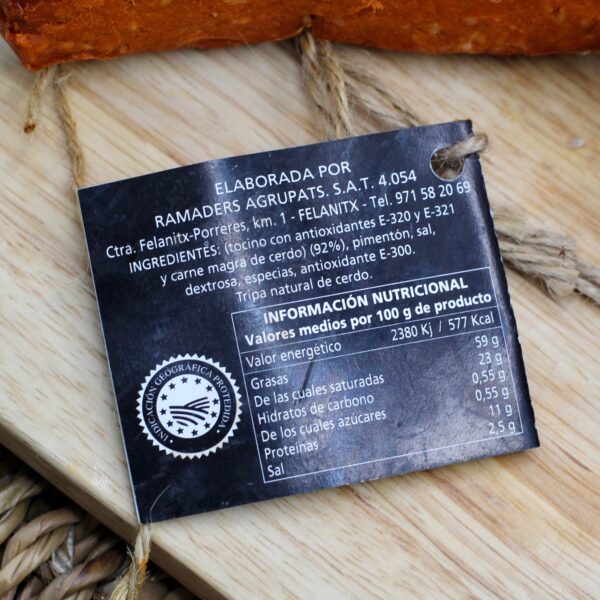 ELABORADA POR
RAMADERS AGRUPATS. S.A.T. 4.054
Ctra. Felanitx-Porreres, km. 1 - FELANITX - Tel. 971 58 20 69
INGREDIENTES: (tocino con antioxidantes E-320 y E-321
y carne magra de cerdo) (92%), pimentón, sal,
dextrosa, especias, antioxidante E-300.
Tripa natural de cerdo.
INFORMACIÓN NUTRICIONAL
Valores medios por 100 g de producto
Valor energético 2380 Kj / 577 Kcal
Grasas 59 g
De las cuales saturadas 23 g
Hidratos de carbono 0,55 g
De los cuales azúcares 0,55 g
Proteínas 11 g
Sal 2,5 g
INDICACIÓN GEOGRÁFICA PROTEGIDA